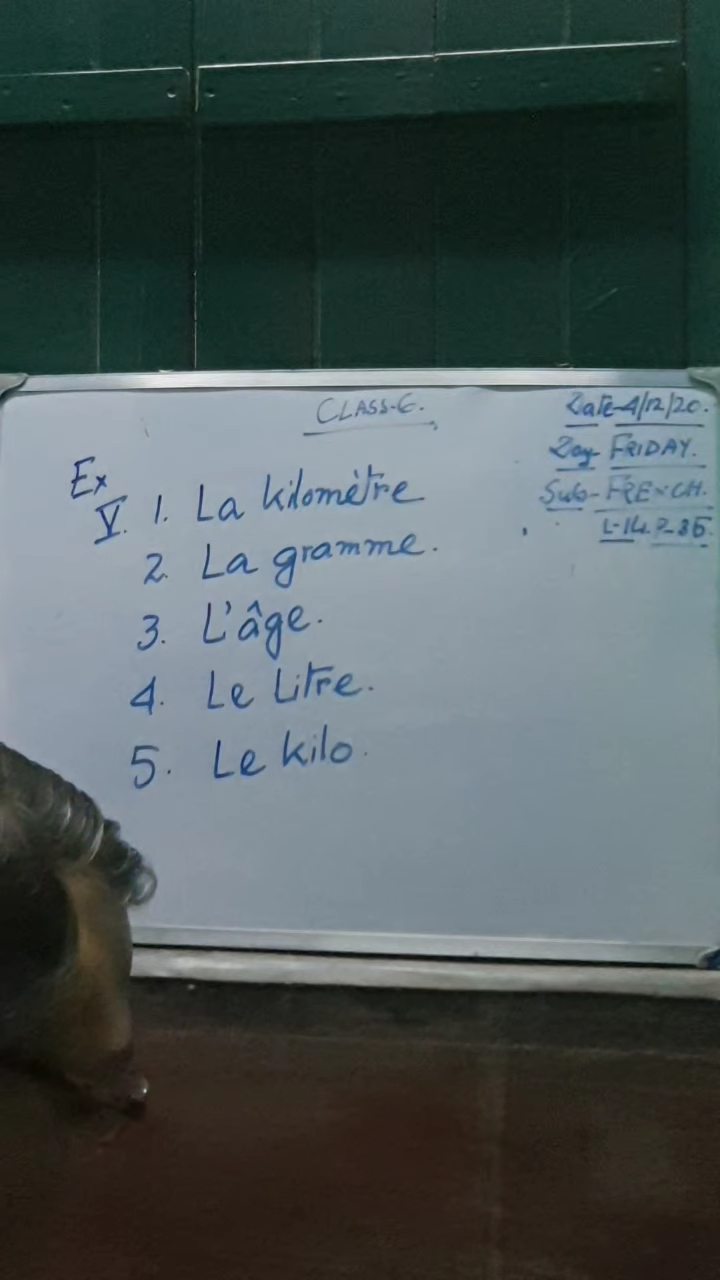 CLASS-6.
Date-4/12/20.
Day- FRIDAY.
Sub- FRENCH.
L-14. P-85.
Ex
V. 1. La kilomètre
2. La gramme.
3. L'âge.
4. Le Litre.
5. Le kilo.